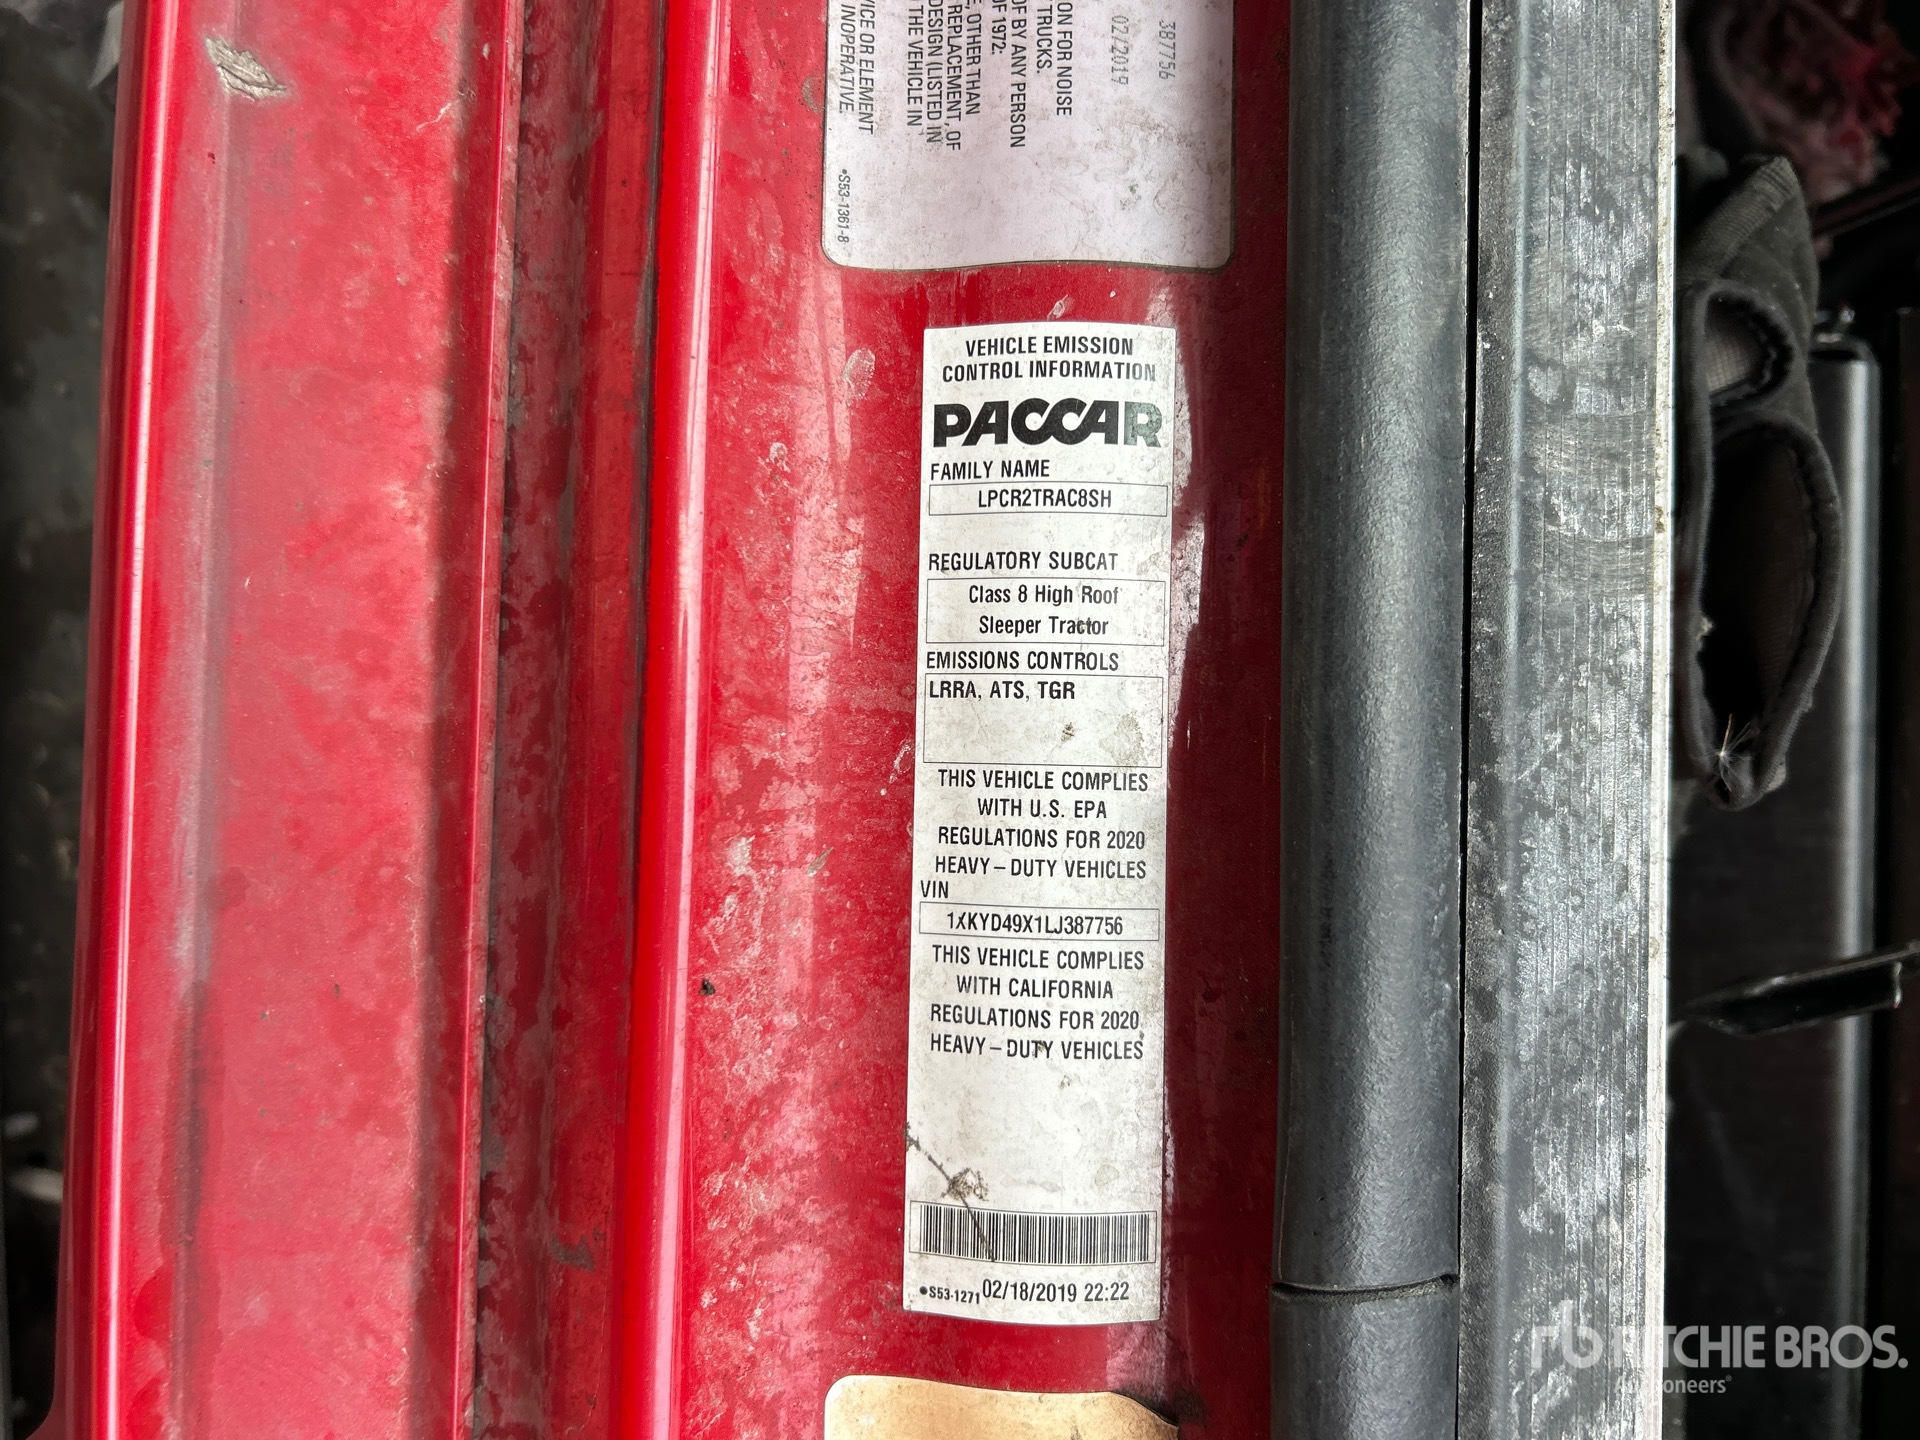 387756
02/2019
ON FOR NOISE
TRUCKS.
OF BY ANY PERSON
OF 1972:
, OTHER THAN
REPLACEMENT, OF
DESIGN (LISTED IN
THE VEHICLE IN
ICE OR ELEMENT
INOPERATIVE.
•S53-1361-8
VEHICLE EMISSION
CONTROL INFORMATION
PACCAR
FAMILY NAME
LPCR2TRAC8SH
REGULATORY SUBCAT
Class 8 High Roof
Sleeper Tractor
EMISSIONS CONTROLS
LRRA, ATS, TGR
THIS VEHICLE COMPLIES
WITH U.S. EPA
REGULATIONS FOR 2020
HEAVY – DUTY VEHICLES
VIN
1XKYD49X1LJ387756
THIS VEHICLE COMPLIES
WITH CALIFORNIA
REGULATIONS FOR 2020
HEAVY – DUTY VEHICLES
•S53-1271 02/18/2019 22:22
rb RITCHIE BROS.
Auctioneers